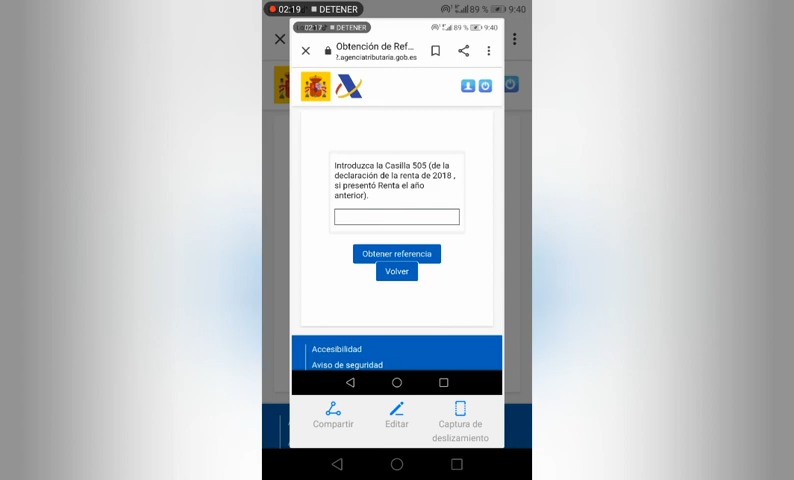 02:19 DETENER 89 % 9:40
DETENER 89 % 9:40
Obtención de Ref...
2.agenciatributaria.gob.es
Introduzca la Casilla 505 (de la
declaración de la renta de 2018 ,
si presentó Renta el año
anterior).
Obtener referencia
Volver
Accesibilidad
Aviso de seguridad
Compartir
Editar
Captura de
deslizamiento